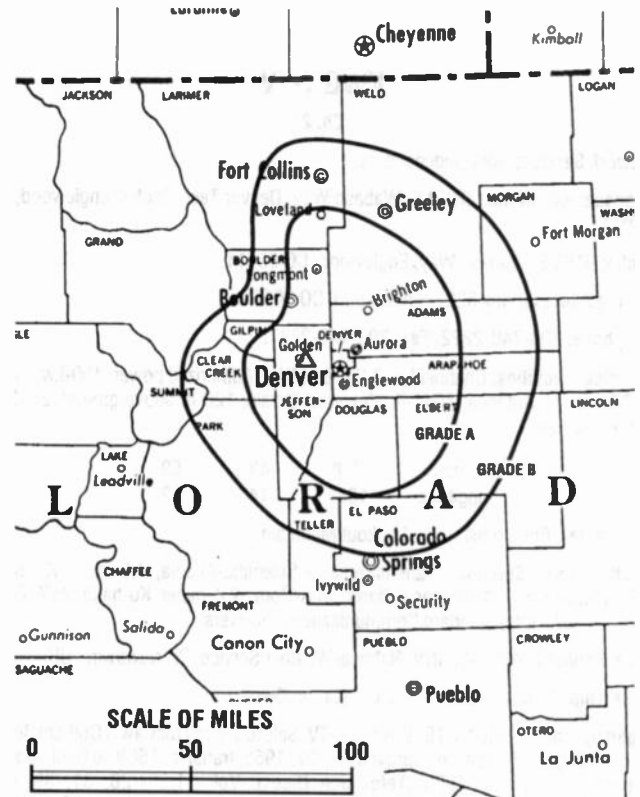 Cheyenne
Kimball
JACKSON
LARIMER
WELD
LOGAN
Fort Collins
Loveland
Greeley
MORGAN
WASH
Fort Morgan
GRAND
BOULDER
Longmont
Boulder
Brighton
ADAMS
GILPIN
DENVER
Golden
Aurora
CLEAR
CREEK
Denver
Englewood
ARAPAHOE
SUMMIT
JEFFER-
SON
DOUGLAS
ELBERT
LINCOLN
PARK
GRADE A
GRADE B
LAKE
Leadville
L O R A D
EL PASO
TELLER
Colorado
Springs
CHAFFEE
Ivywild
Security
FREMONT
Gunnison
Salida
Canon City
PUEBLO
CROWLEY
SAGUACHE
Pueblo
SCALE OF MILES
0 50 100
OTERO
La Junta